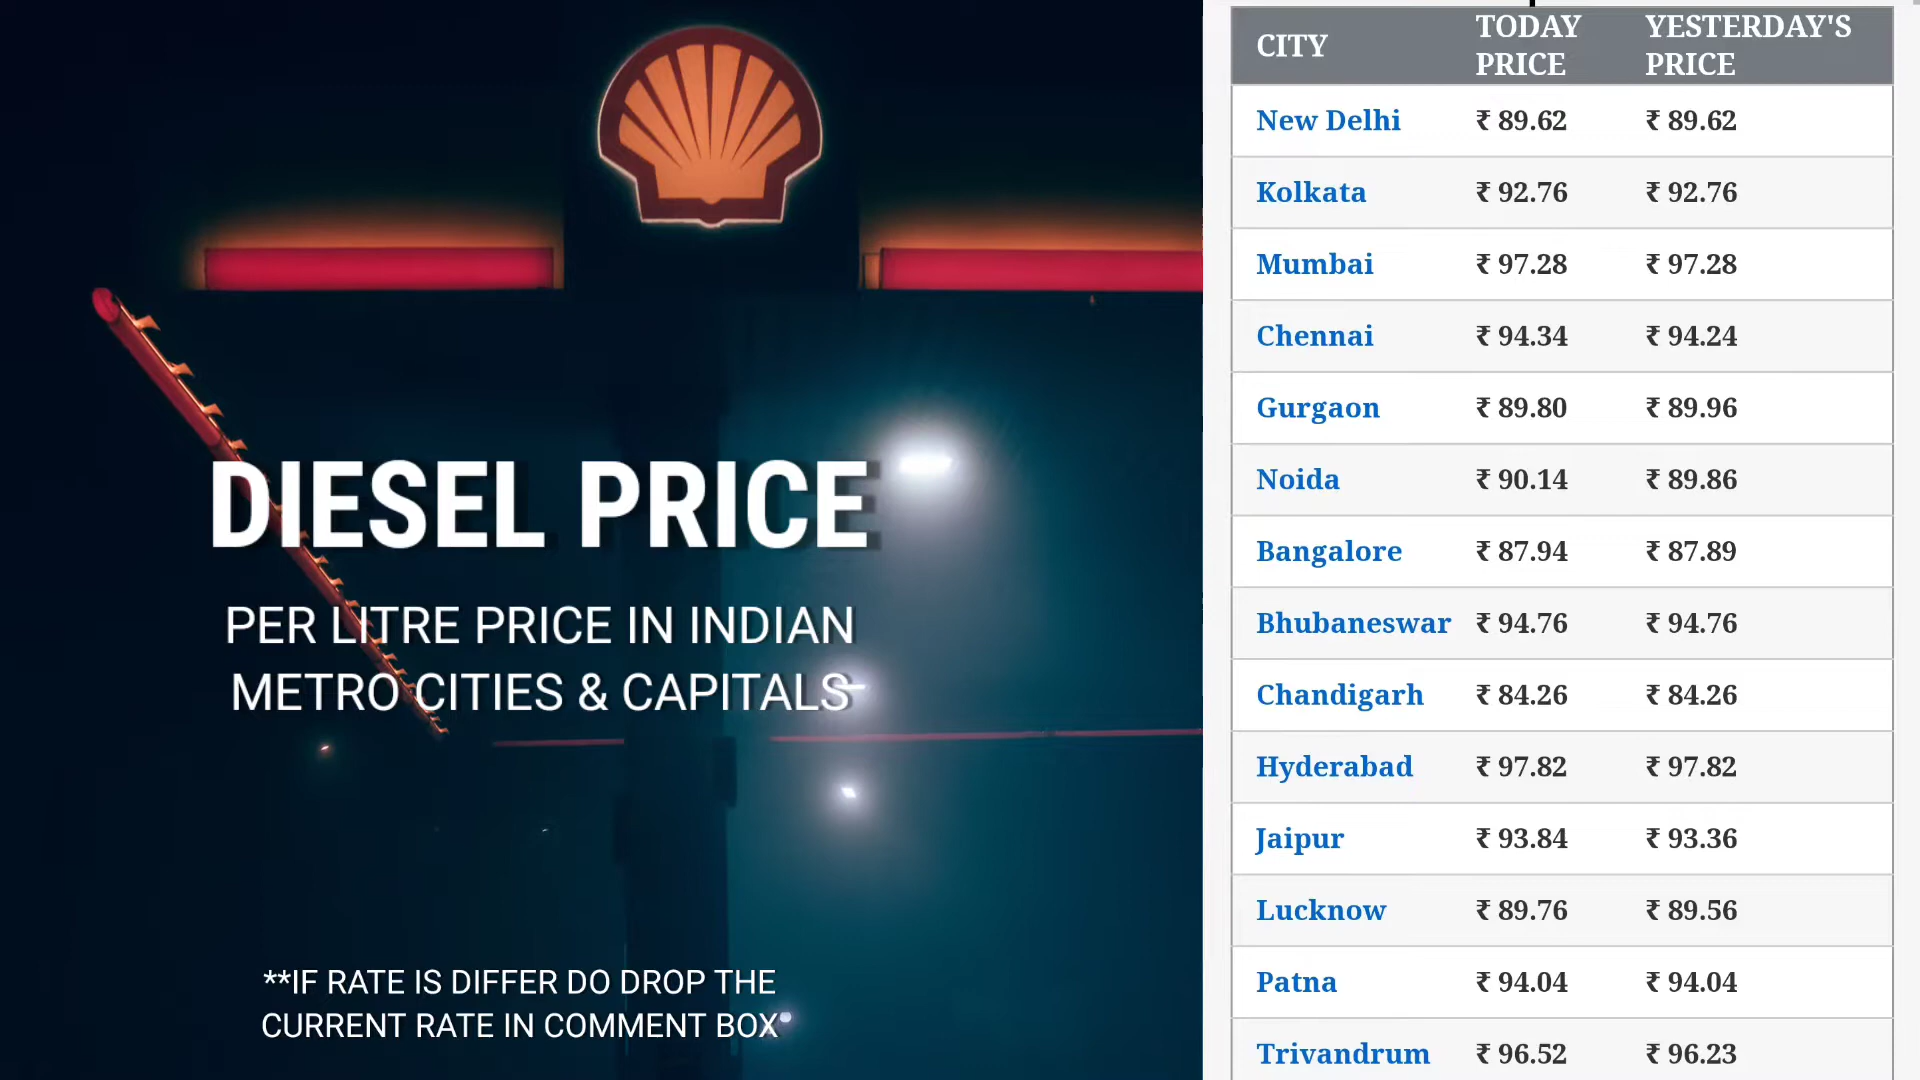 DIESEL PRICE
PER LITRE PRICE IN INDIAN
METRO CITIES & CAPITALS
**IF RATE IS DIFFER DO DROP THE
CURRENT RATE IN COMMENT BOX
CITY TODAY PRICE YESTERDAY'S PRICE
New Delhi ₹ 89.62 ₹ 89.62
Kolkata ₹ 92.76 ₹ 92.76
Mumbai ₹ 97.28 ₹ 97.28
Chennai ₹ 94.34 ₹ 94.24
Gurgaon ₹ 89.80 ₹ 89.96
Noida ₹ 90.14 ₹ 89.86
Bangalore ₹ 87.94 ₹ 87.89
Bhubaneswar ₹ 94.76 ₹ 94.76
Chandigarh ₹ 84.26 ₹ 84.26
Hyderabad ₹ 97.82 ₹ 97.82
Jaipur ₹ 93.84 ₹ 93.36
Lucknow ₹ 89.76 ₹ 89.56
Patna ₹ 94.04 ₹ 94.04
Trivandrum ₹ 96.52 ₹ 96.23